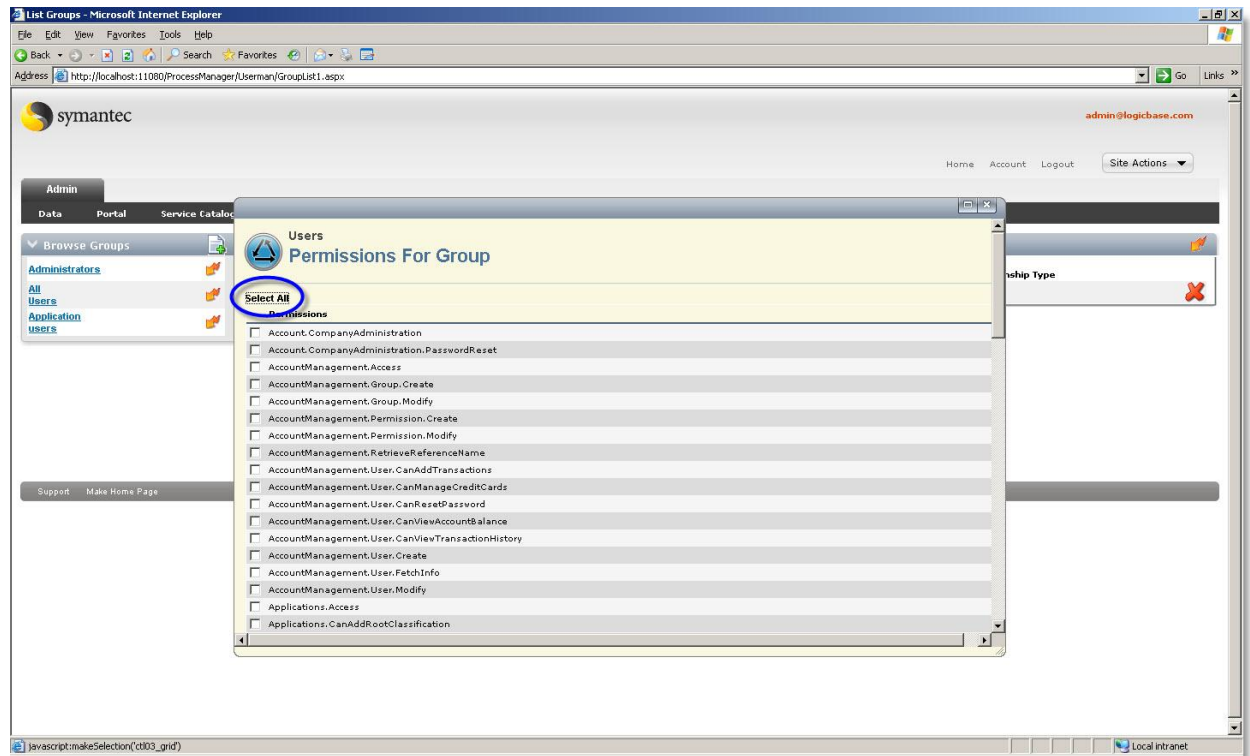 List Groups - Microsoft Internet Explorer
File Edit View Favorites Tools Help
Back Search Favorites
Address http://localhost:11080/ProcessManager/Userman/GroupList1.aspx Go Links »
symantec
admin@logicbase.com
Home Account Logout Site Actions
Admin
Data Portal Service Catalog
Browse Groups
Administrators
All
Users
Application
users
Users
Permissions For Group
Select All
Permissions
Account.CompanyAdministration
Account.CompanyAdministration.PasswordReset
AccountManagement.Access
AccountManagement.Group.Create
AccountManagement.Group.Modify
AccountManagement.Permission.Create
AccountManagement.Permission.Modify
AccountManagement.RetrieveReferenceName
AccountManagement.User.CanAddTransactions
AccountManagement.User.CanManageCreditCards
AccountManagement.User.CanResetPassword
AccountManagement.User.CanViewAccountBalance
AccountManagement.User.CanViewTransactionHistory
AccountManagement.User.Create
AccountManagement.User.FetchInfo
AccountManagement.User.Modify
Applications.Access
Applications.CanAddRootClassification
nship Type
Support Make Home Page
javascript:makeSelection('ctl03_grid')
Local intranet